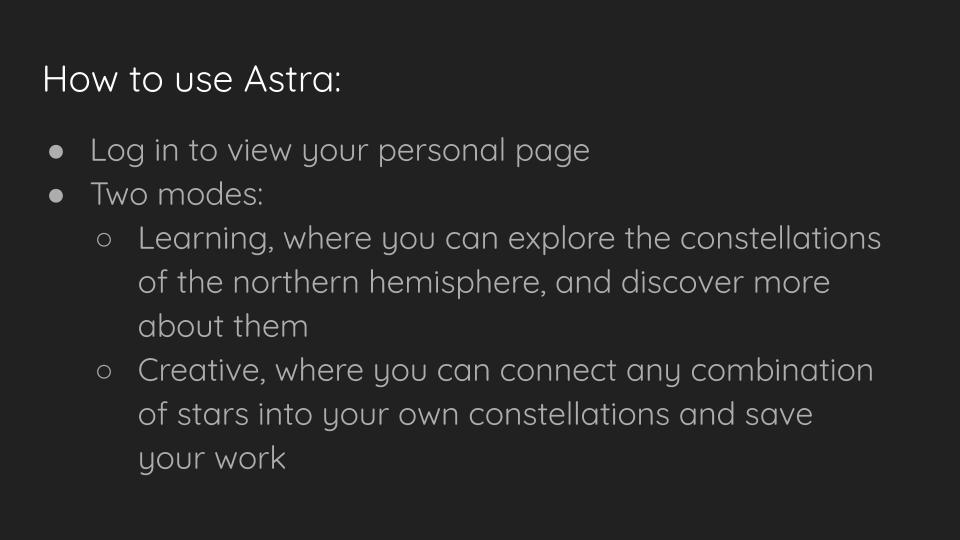 How to use Astra:
● Log in to view your personal page
● Two modes:
○ Learning, where you can explore the constellations
of the northern hemisphere, and discover more
about them
○ Creative, where you can connect any combination
of stars into your own constellations and save
your work